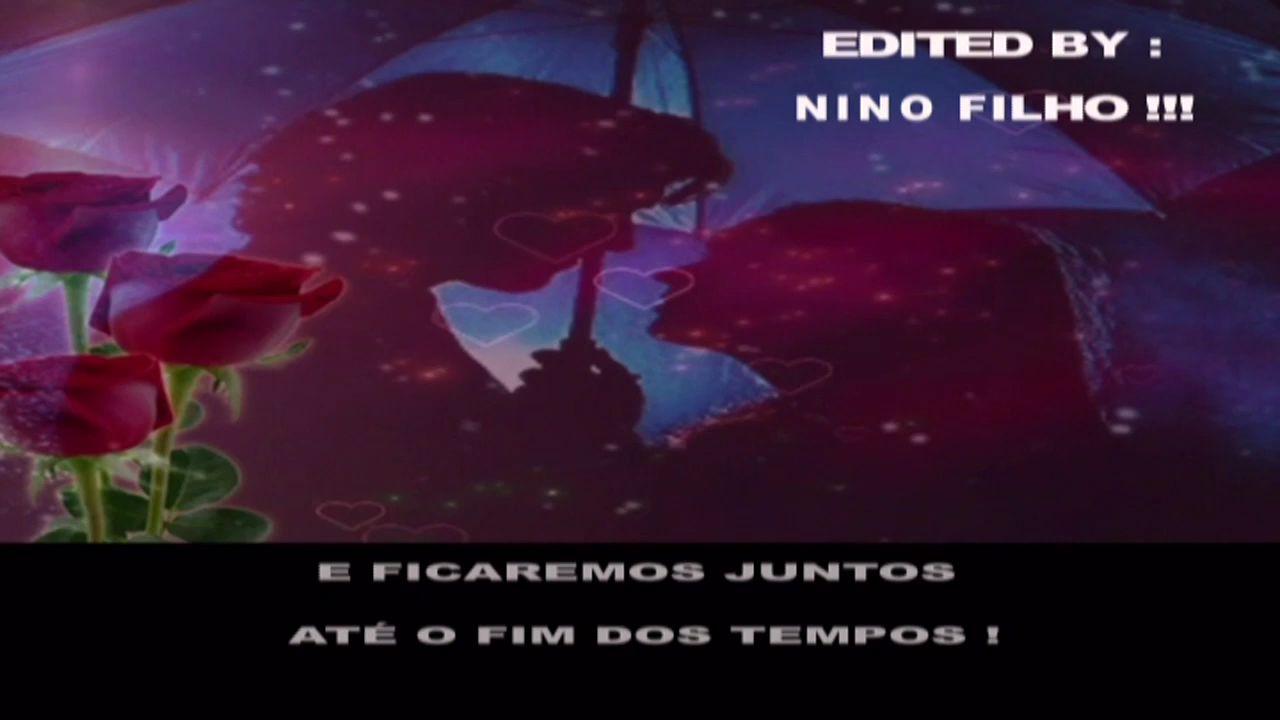 EDITED BY :
NINO FILHO !!!
E FICAREMOS JUNTOS
ATÉ O FIM DOS TEMPOS !